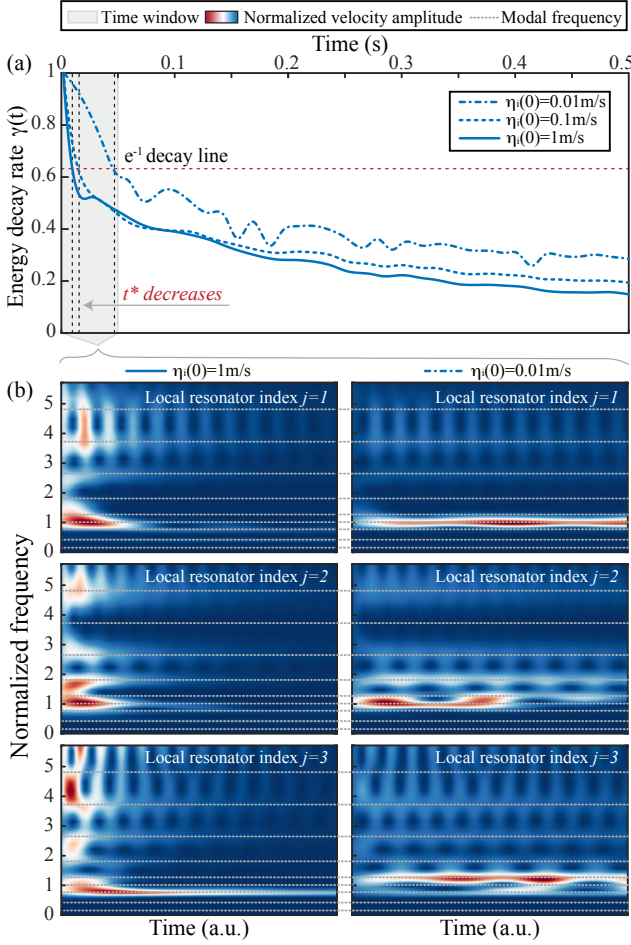 Time window Normalized velocity amplitude Modal frequency
Time (s)
(a)
0 0.1 0.2 0.3 0.4 0.5
1
0.8
0.6
0.4
0.2
0
Energy decay rate γ(t)
ηᵢ(0)=0.01m/s
ηᵢ(0)=0.1m/s
ηᵢ(0)=1m/s
e⁻¹ decay line
t* decreases
(b)
ηᵢ(0)=1m/s ηᵢ(0)=0.01m/s
Normalized frequency
5
4
3
2
1
0
Local resonator index j=1
Local resonator index j=1
5
4
3
2
1
0
Local resonator index j=2
Local resonator index j=2
5
4
3
2
1
0
Local resonator index j=3
Local resonator index j=3
Time (a.u.) Time (a.u.)